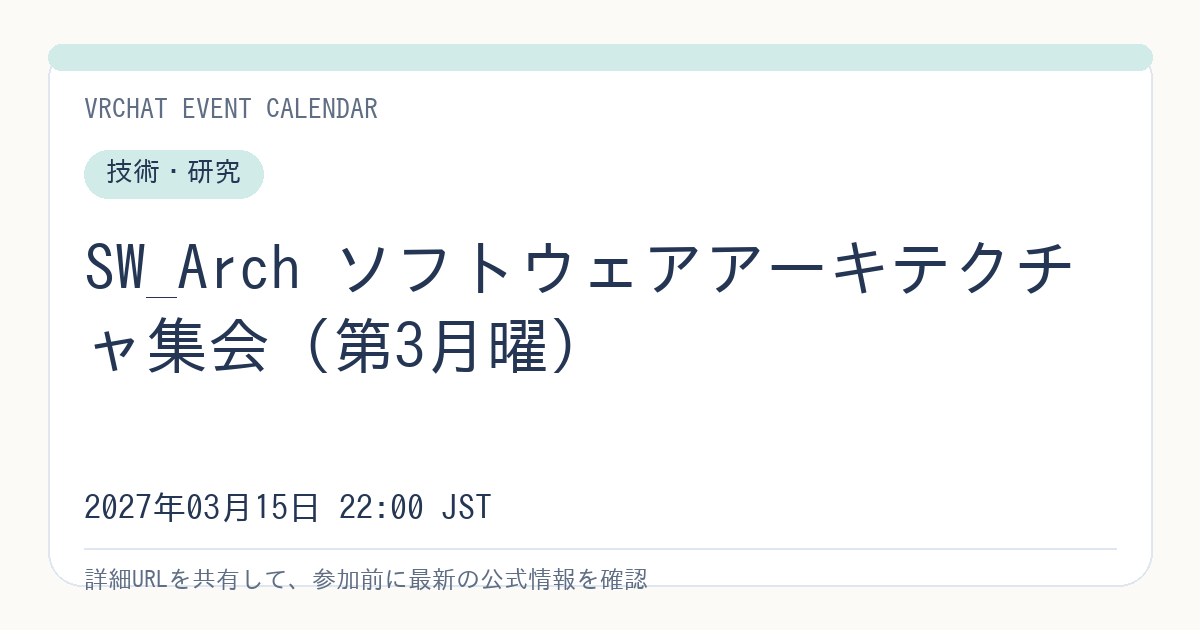 VRCHAT EVENT CALENDAR
技術・研究
SW_Arch ソフトウェアアーキテクチ
ャ集会（第3月曜）
2027年03月15日 22:00 JST
詳細URLを共有して、参加前に最新の公式情報を確認